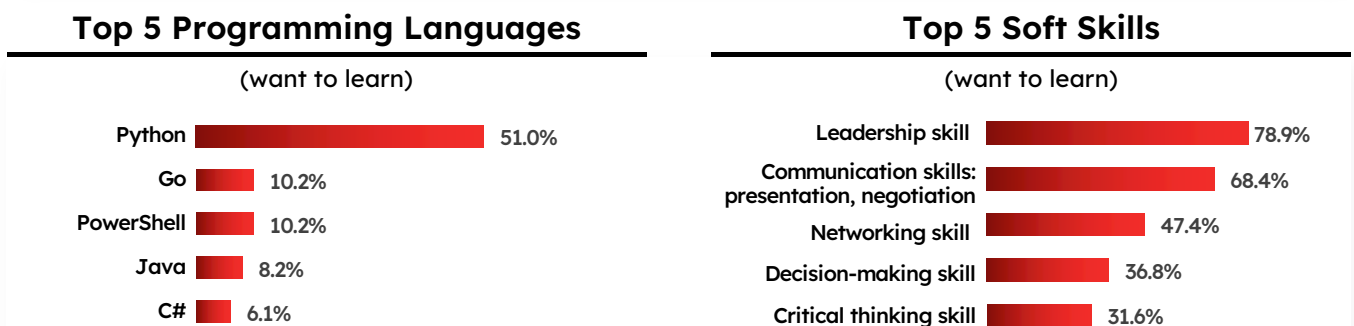 Top 5 Programming Languages
(want to learn)
Python 51.0%
Go 10.2%
PowerShell 10.2%
Java 8.2%
C# 6.1%
Top 5 Soft Skills
(want to learn)
Leadership skill 78.9%
Communication skills:
presentation, negotiation 68.4%
Networking skill 47.4%
Decision-making skill 36.8%
Critical thinking skill 31.6%